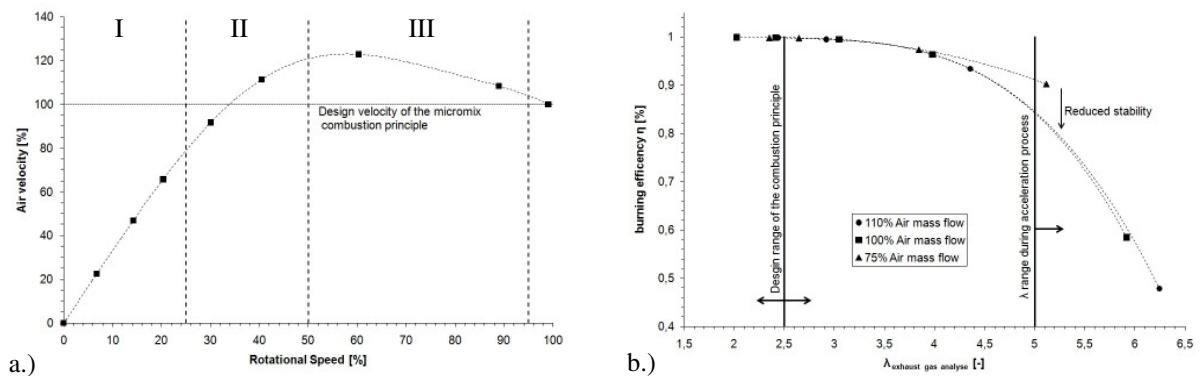 I II III
140
120
100
80
60
40
20
0
Air velocity [%]
Design velocity of the micromix
combustion principle
0 10 20 30 40 50 60 70 80 90 100
Rotational Speed [%]
a.)
1
0,9
0,8
0,7
0,6
0,5
0,4
burning efficency η [%]
Desgin range of the combustion principle
110% Air mass flow
100% Air mass flow
75% Air mass flow
λ range during acceleration process
Reduced stability
1,5 2 2,5 3 3,5 4 4,5 5 5,5 6 6,5
λ exhaust gas analyse [-]
b.)